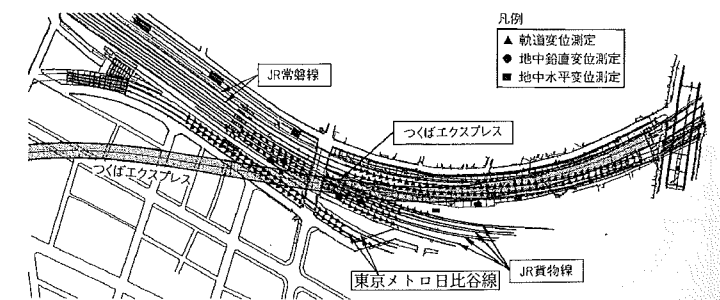 凡例
▲ 軌道変位測定
● 地中鉛直変位測定
■ 地中水平変位測定
JR常磐線
つくばエクスプレス
つくばエクスプレス
東京メトロ日比谷線
JR貨物線